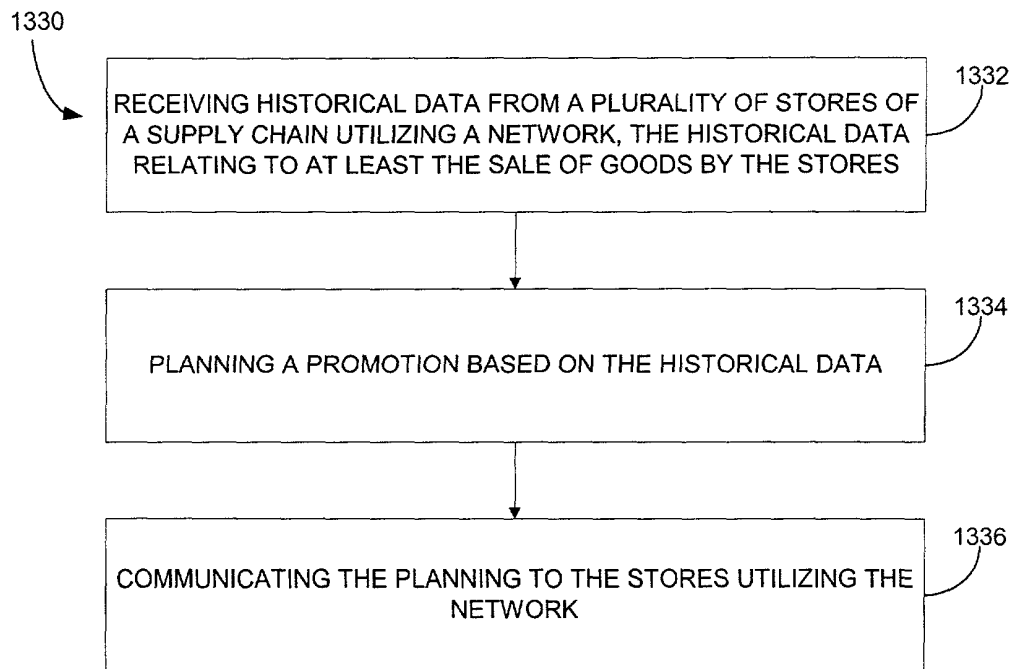 1330
1332
RECEIVING HISTORICAL DATA FROM A PLURALITY OF STORES OF
A SUPPLY CHAIN UTILIZING A NETWORK, THE HISTORICAL DATA
RELATING TO AT LEAST THE SALE OF GOODS BY THE STORES
1334
PLANNING A PROMOTION BASED ON THE HISTORICAL DATA
1336
COMMUNICATING THE PLANNING TO THE STORES UTILIZING THE
NETWORK